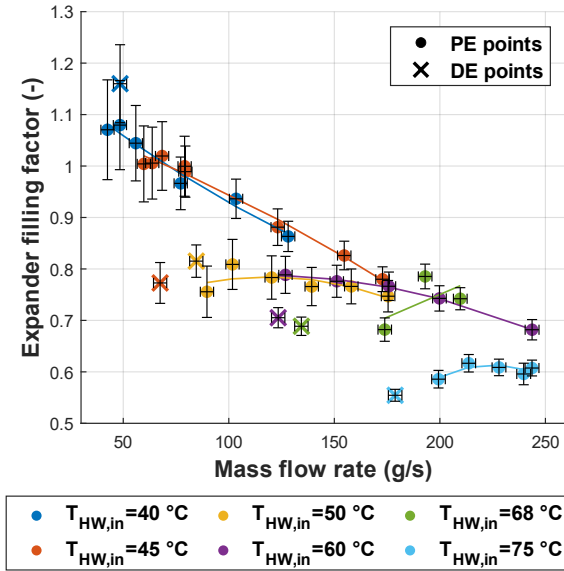 PE points
DE points
1.3
1.2
1.1
1
0.9
0.8
0.7
0.6
0.5
Expander filling factor (-)
50
100
150
200
250
Mass flow rate (g/s)
T_HW,in=40 °C
T_HW,in=50 °C
T_HW,in=68 °C
T_HW,in=45 °C
T_HW,in=60 °C
T_HW,in=75 °C